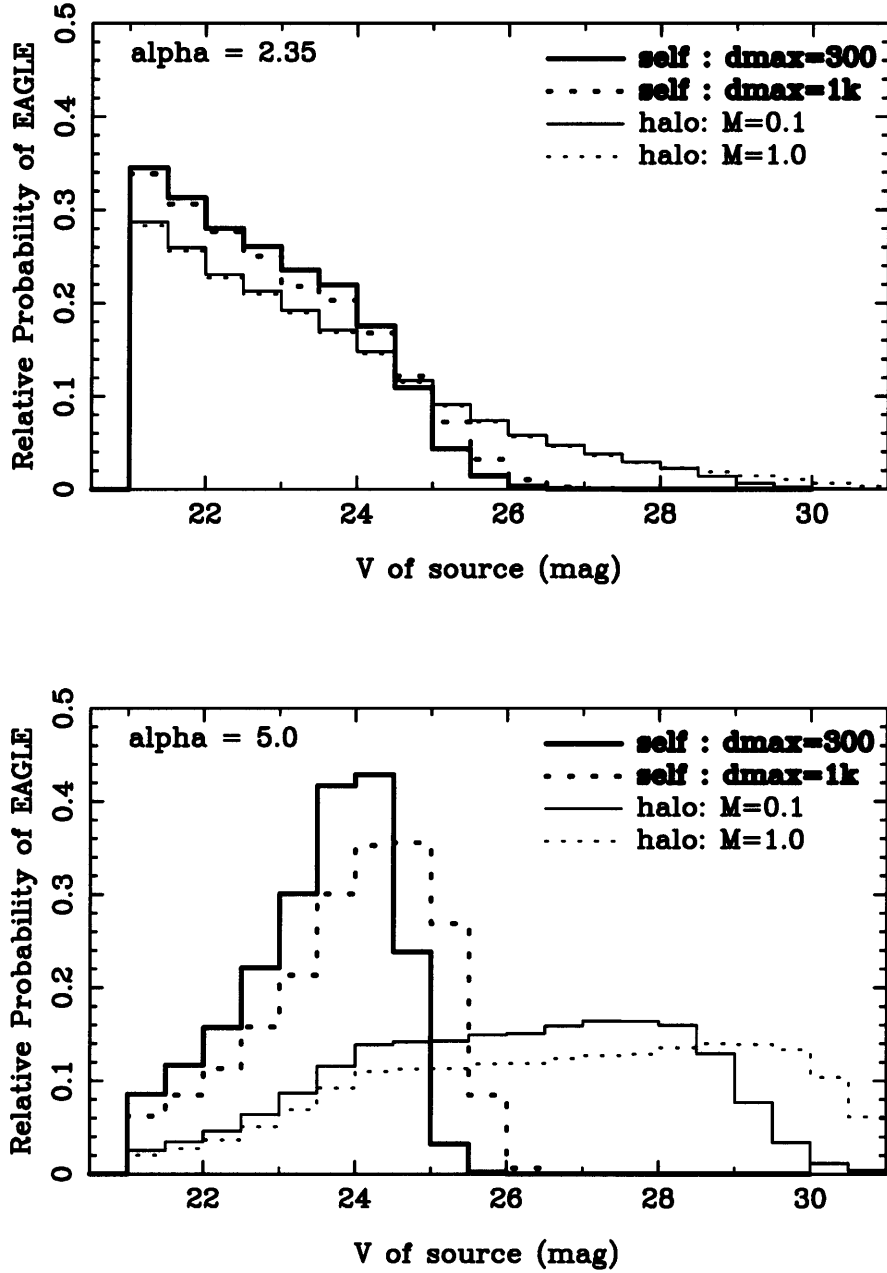 alpha = 2.35
self : dmax=300
self : dmax=1k
halo: M=0.1
halo: M=1.0
Relative Probability of EAGLE
0.5
0.4
0.3
0.2
0.1
0
22 24 26 28 30
V of source (mag)
alpha = 5.0
self : dmax=300
self : dmax=1k
halo: M=0.1
halo: M=1.0
Relative Probability of EAGLE
0.5
0.4
0.3
0.2
0.1
0
22 24 26 28 30
V of source (mag)